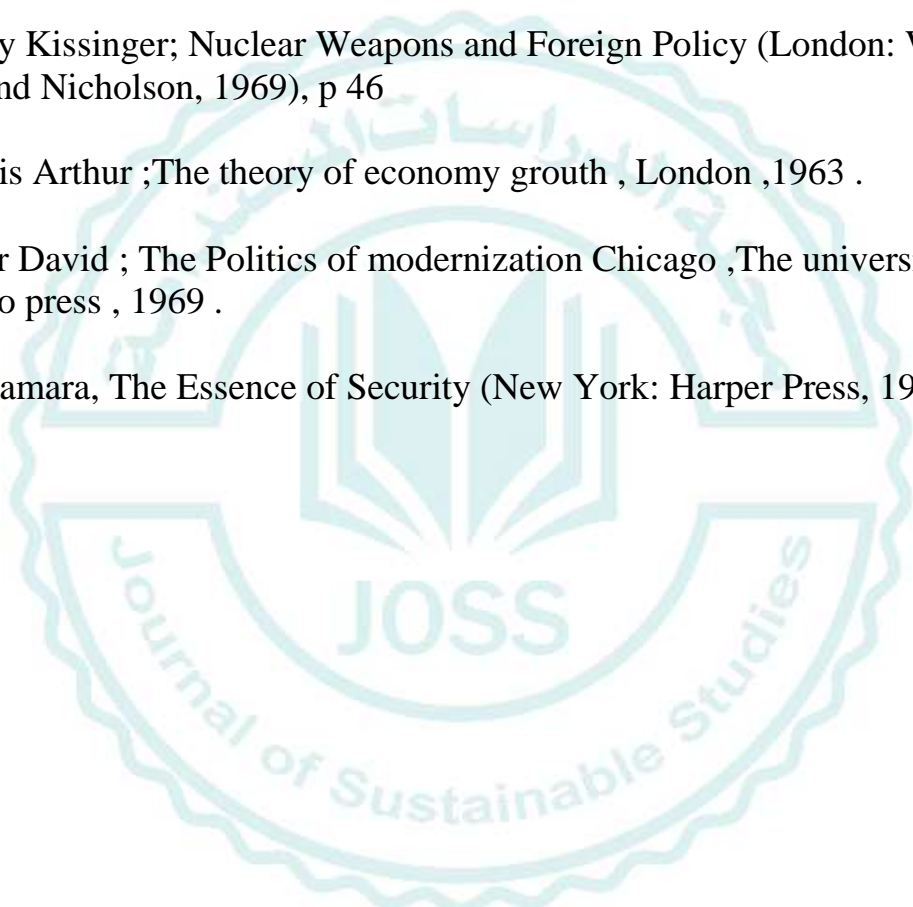 y Kissinger; Nuclear Weapons and Foreign Policy (London: W
nd Nicholson, 1969), p 46
is Arthur ;The theory of economy grouth , London ,1963 .
r David ; The Politics of modernization Chicago ,The univers
o press , 1969 .
amara, The Essence of Security (New York: Harper Press, 19
JOSS
Journal of Sustainable Studies